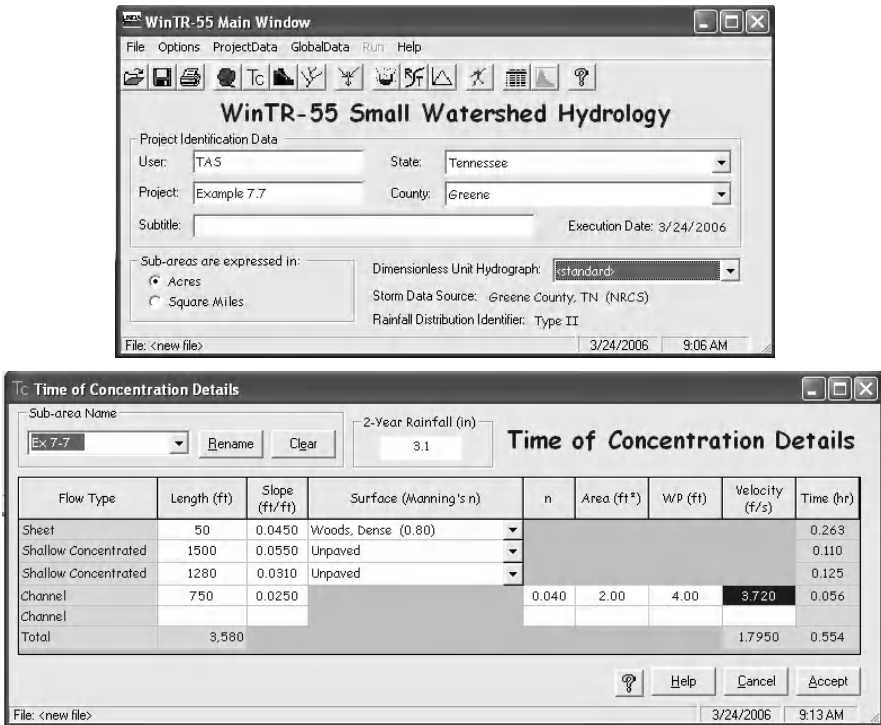 WinTR-55 Main Window
File Options ProjectData GlobalData Run Help
Tc RF ?
WinTR-55 Small Watershed Hydrology
Project Identification Data
User: TAS State: Tennessee
Project: Example 7.7 County: Greene
Subtitle: Execution Date: 3/24/2006
Sub-areas are expressed in: Dimensionless Unit Hydrograph: <standard>
Acres
Storm Data Source: Greene County, TN (NRCS)
Square Miles
Rainfall Distribution Identifier: Type II
File: <new file> 3/24/2006 9:06 AM
Tc Time of Concentration Details
Sub-area Name
Ex 7-7 Rename Clear
2-Year Rainfall (in)
3.1
Time of Concentration Details
Flow Type Length (ft) Slope (ft/ft) Surface (Manning's n) n Area (ft²) WP (ft) Velocity (f/s) Time (hr)
Sheet 50 0.0450 Woods, Dense (0.80) 0.263
Shallow Concentrated 1500 0.0550 Unpaved 0.110
Shallow Concentrated 1280 0.0310 Unpaved 0.125
Channel 750 0.0250 0.040 2.00 4.00 3.720 0.056
Channel
Total 3,580 1.7950 0.554
? Help Cancel Accept
File: <new file> 3/24/2006 9:13 AM